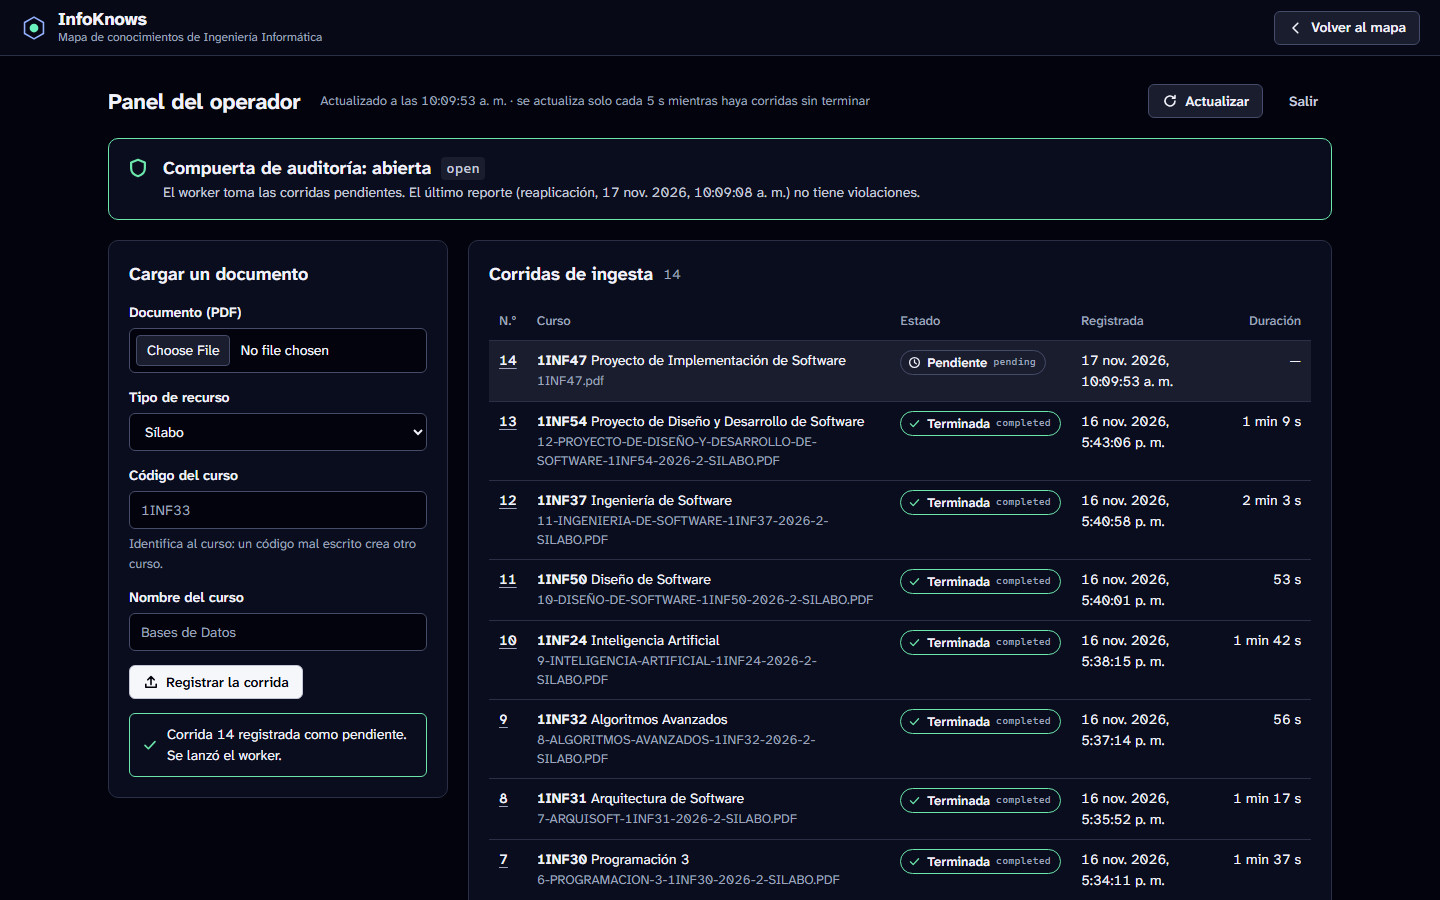 InfoKnows
Mapa de conocimientos de Ingeniería Informática
Volver al mapa
Panel del operador
Actualizado a las 10:09:53 a. m. · se actualiza solo cada 5 s mientras haya corridas sin terminar
Actualizar
Salir
Compuerta de auditoría: abierta open
El worker toma las corridas pendientes. El último reporte (reaplicación, 17 nov. 2026, 10:09:08 a. m.) no tiene violaciones.
Cargar un documento
Documento (PDF)
Choose File No file chosen
Tipo de recurso
Sílabo
Código del curso
1INF33
Identifica al curso: un código mal escrito crea otro
curso.
Nombre del curso
Bases de Datos
Registrar la corrida
Corrida 14 registrada como pendiente.
Se lanzó el worker.
Corridas de ingesta 14
N.° Curso Estado Registrada Duración
14 1INF47 Proyecto de Implementación de Software Pendiente pending 17 nov. 2026, —
1INF47.pdf 10:09:53 a. m.
13 1INF54 Proyecto de Diseño y Desarrollo de Software Terminada completed 16 nov. 2026, 1 min 9 s
12-PROYECTO-DE-DISEÑO-Y-DESARROLLO-DE- 5:43:06 p. m.
SOFTWARE-1INF54-2026-2-SILABO.PDF
12 1INF37 Ingeniería de Software Terminada completed 16 nov. 2026, 2 min 3 s
11-INGENIERIA-DE-SOFTWARE-1INF37-2026-2- 5:40:58 p. m.
SILABO.PDF
11 1INF50 Diseño de Software Terminada completed 16 nov. 2026, 53 s
10-DISEÑO-DE-SOFTWARE-1INF50-2026-2-SILABO.PDF 5:40:01 p. m.
10 1INF24 Inteligencia Artificial Terminada completed 16 nov. 2026, 1 min 42 s
9-INTELIGENCIA-ARTIFICIAL-1INF24-2026-2- 5:38:15 p. m.
SILABO.PDF
9 1INF32 Algoritmos Avanzados Terminada completed 16 nov. 2026, 56 s
8-ALGORITMOS-AVANZADOS-1INF32-2026-2- 5:37:14 p. m.
SILABO.PDF
8 1INF31 Arquitectura de Software Terminada completed 16 nov. 2026, 1 min 17 s
7-ARQUISOFT-1INF31-2026-2-SILABO.PDF 5:35:52 p. m.
7 1INF30 Programación 3 Terminada completed 16 nov. 2026, 1 min 37 s
6-PROGRAMACION-3-1INF30-2026-2-SILABO.PDF 5:34:11 p. m.